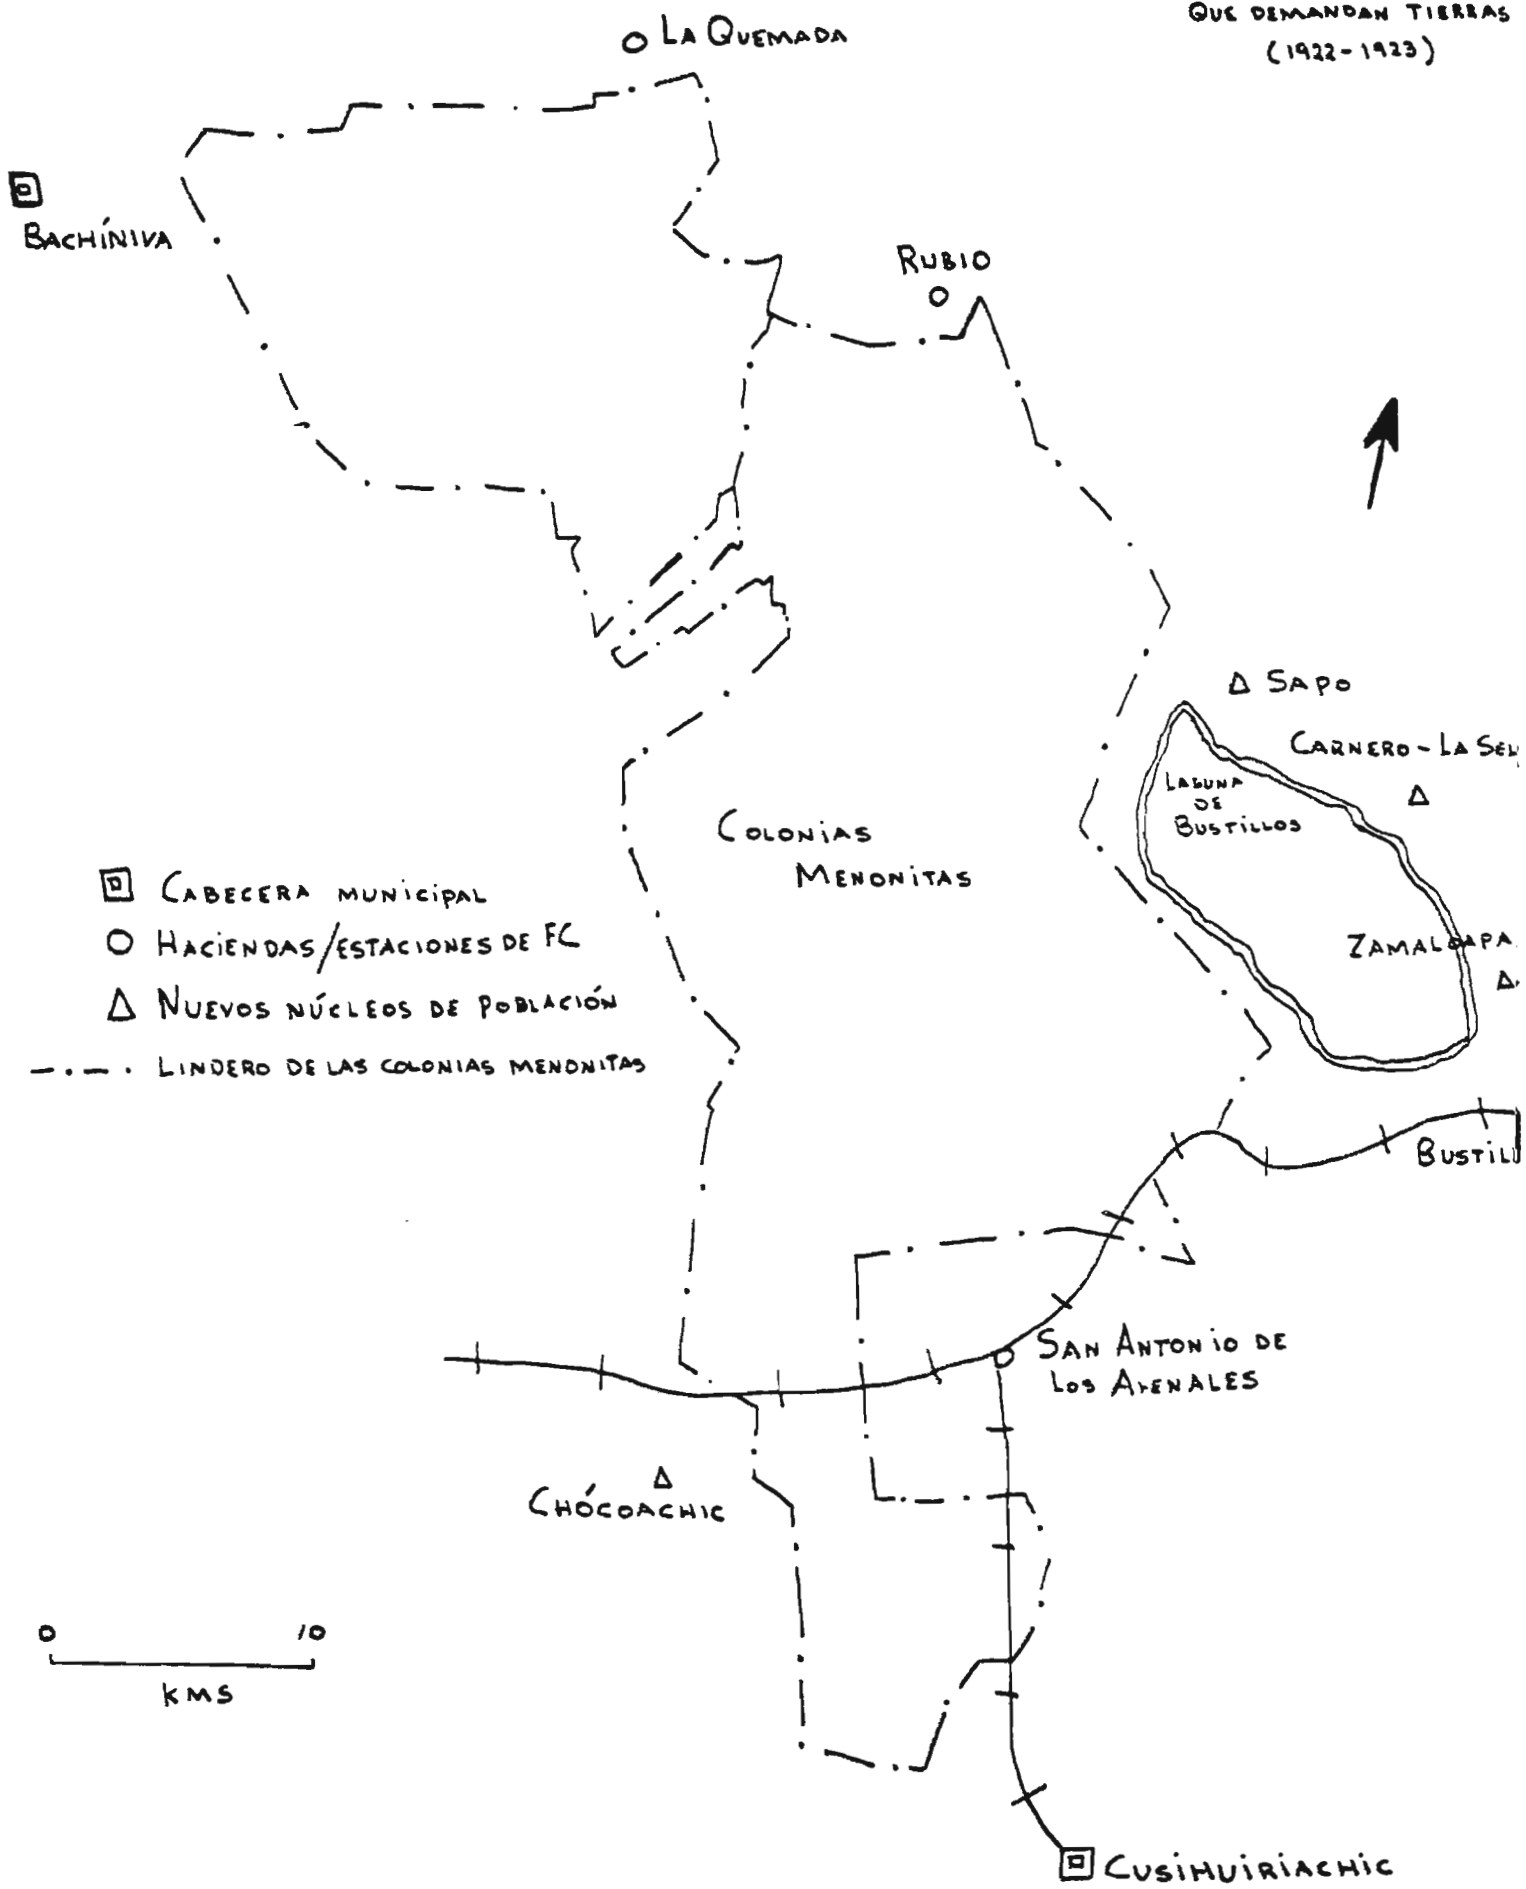 QUE DEMANDAN TIERRAS
(1922-1923)
LA QUEMADA
BACHÍNIVA
RUBIO
SAPO
CARNERO - LA SEL
LAGUNA
DE
BUSTILLOS
COLONIAS
MENONITAS
ZAMALOAPA
CABECERA MUNICIPAL
HACIENDAS/ESTACIONES DE FC
NUEVOS NÚCLEOS DE POBLACIÓN
LINDERO DE LAS COLONIAS MENONITAS
BUSTIL
SAN ANTONIO DE
LOS ARENALES
CHÓCOACHIC
0 10
KMS
CUSIHUIRIACHIC